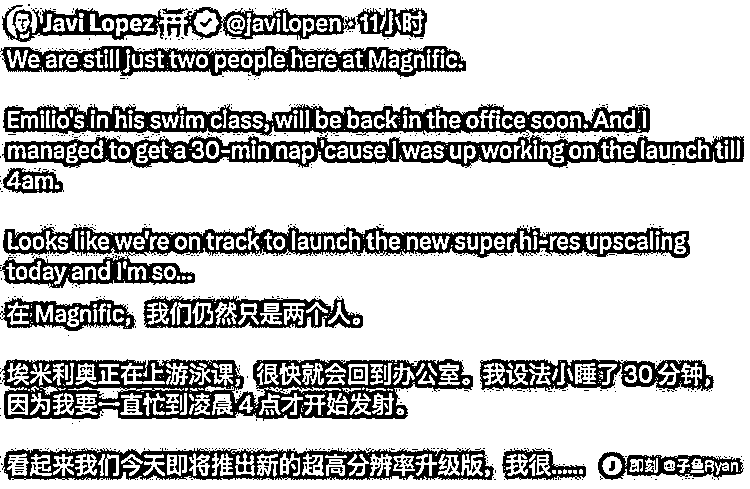 Javi Lopez ⛩️ @javilopen · 11小时
We are still just two people here at Magnific.
Emilio's in his swim class, will be back in the office soon. And I
managed to get a 30-min nap 'cause I was up working on the launch till
4am.
Looks like we're on track to launch the new super hi-res upscaling
today and I'm so...
在 Magnific，我们仍然只是两个人。
埃米利奥正在上游泳课，很快就会回到办公室。我设法小睡了 30 分钟，
因为我要一直忙到凌晨 4 点才开始发射。
看起来我们今天即将推出新的超高分辨率升级版，我很......
即刻 @子鱼Ryan